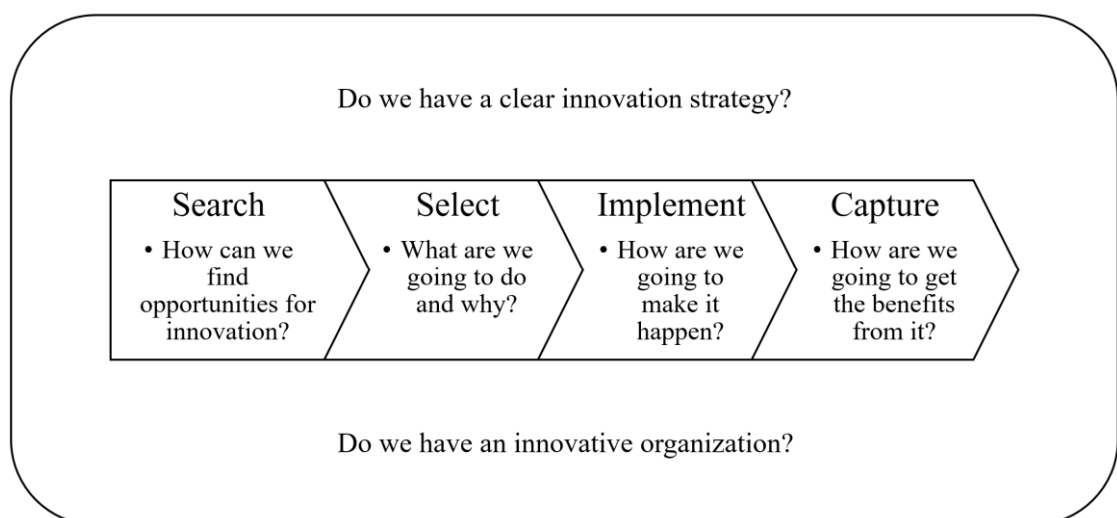 Do we have a clear innovation strategy?
Search
• How can we
find
opportunities for
innovation?
Select
• What are we
going to do
and why?
Implement
• How are we
going to
make it
happen?
Capture
• How are we
going to get
the benefits
from it?
Do we have an innovative organization?